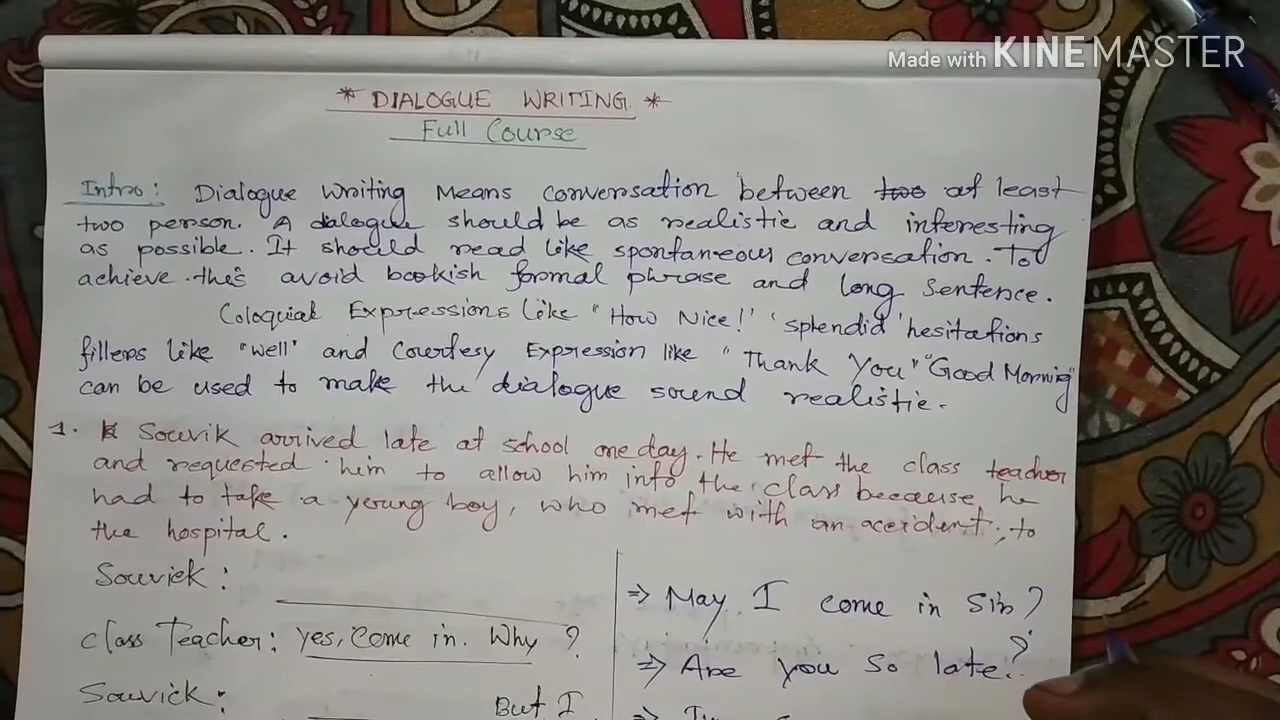 Made with KINEMASTER
* DIALOGUE WRITING *
Full Course
Intro: Dialogue Writing Means conversation between two at least
two person. A dalogue should be as realistic and interesting
as possible. It should read like spontaneous conversation. To
achieve this avoid bookish formal phrase and long sentence.
Coloquial Expressions like "How Nice!' 'splendid' hesitations
fillers like "well" and Courtesy Expression like "Thank You" "Good Morning"
can be used to make the dialogue sound realistic.
1. Souvik arrived late at school one day. He met the class teacher
and requested him to allow him into the class because he
had to take a young boy, who met with an accident, to
the hospital.
Souvick:
Class Teacher: Yes, Come in. Why ?
Souvick: But I
⇒ May I come in Sir?
⇒ Are you so late?
⇒